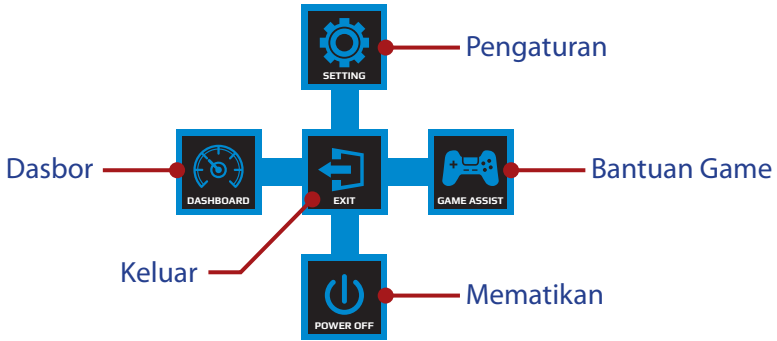 SETTING
Pengaturan
Dasbor
DASHBOARD
EXIT
GAME ASSIST
Bantuan Game
Keluar
POWER OFF
Mematikan